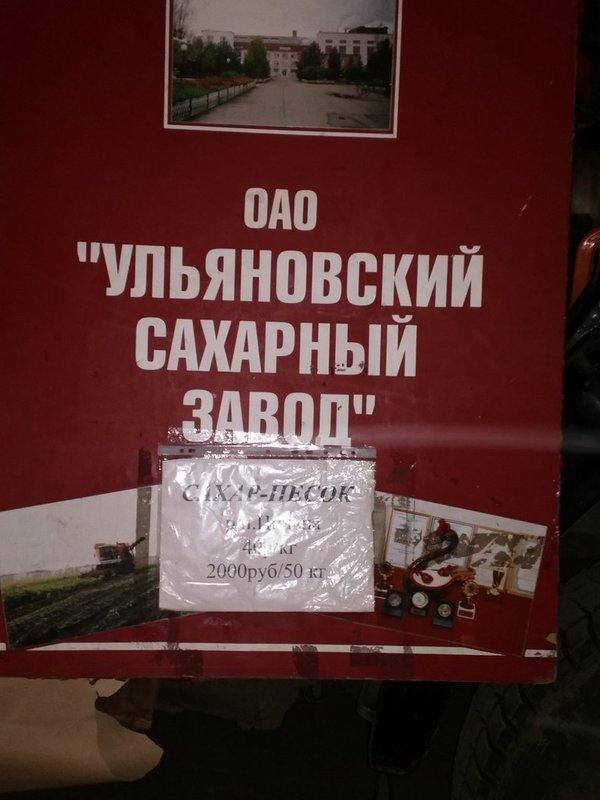 ОАО
"УЛЬЯНОВСКИЙ
САХАРНЫЙ
ЗАВОД"
САХАР-ПЕСОК
2000руб/50 кг